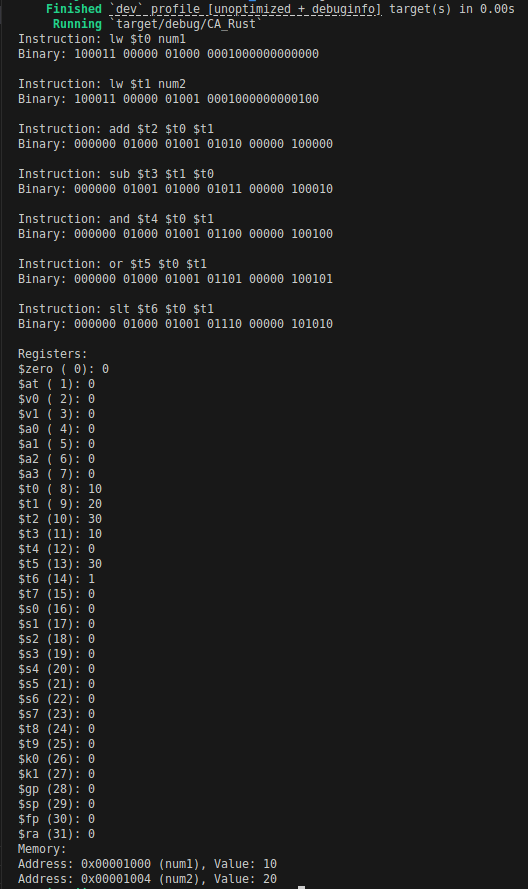 Finished `dev` profile [unoptimized + debuginfo] target(s) in 0.00s
Running `target/debug/CA_Rust`
Instruction: lw $t0 num1
Binary: 100011 00000 01000 0001000000000000
Instruction: lw $t1 num2
Binary: 100011 00000 01001 0001000000000100
Instruction: add $t2 $t0 $t1
Binary: 000000 01000 01001 01010 00000 100000
Instruction: sub $t3 $t1 $t0
Binary: 000000 01001 01000 01011 00000 100010
Instruction: and $t4 $t0 $t1
Binary: 000000 01000 01001 01100 00000 100100
Instruction: or $t5 $t0 $t1
Binary: 000000 01000 01001 01101 00000 100101
Instruction: slt $t6 $t0 $t1
Binary: 000000 01000 01001 01110 00000 101010
Registers:
$zero ( 0): 0
$at ( 1): 0
$v0 ( 2): 0
$v1 ( 3): 0
$a0 ( 4): 0
$a1 ( 5): 0
$a2 ( 6): 0
$a3 ( 7): 0
$t0 ( 8): 10
$t1 ( 9): 20
$t2 (10): 30
$t3 (11): 10
$t4 (12): 0
$t5 (13): 30
$t6 (14): 1
$t7 (15): 0
$s0 (16): 0
$s1 (17): 0
$s2 (18): 0
$s3 (19): 0
$s4 (20): 0
$s5 (21): 0
$s6 (22): 0
$s7 (23): 0
$t8 (24): 0
$t9 (25): 0
$k0 (26): 0
$k1 (27): 0
$gp (28): 0
$sp (29): 0
$fp (30): 0
$ra (31): 0
Memory:
Address: 0x00001000 (num1), Value: 10
Address: 0x00001004 (num2), Value: 20